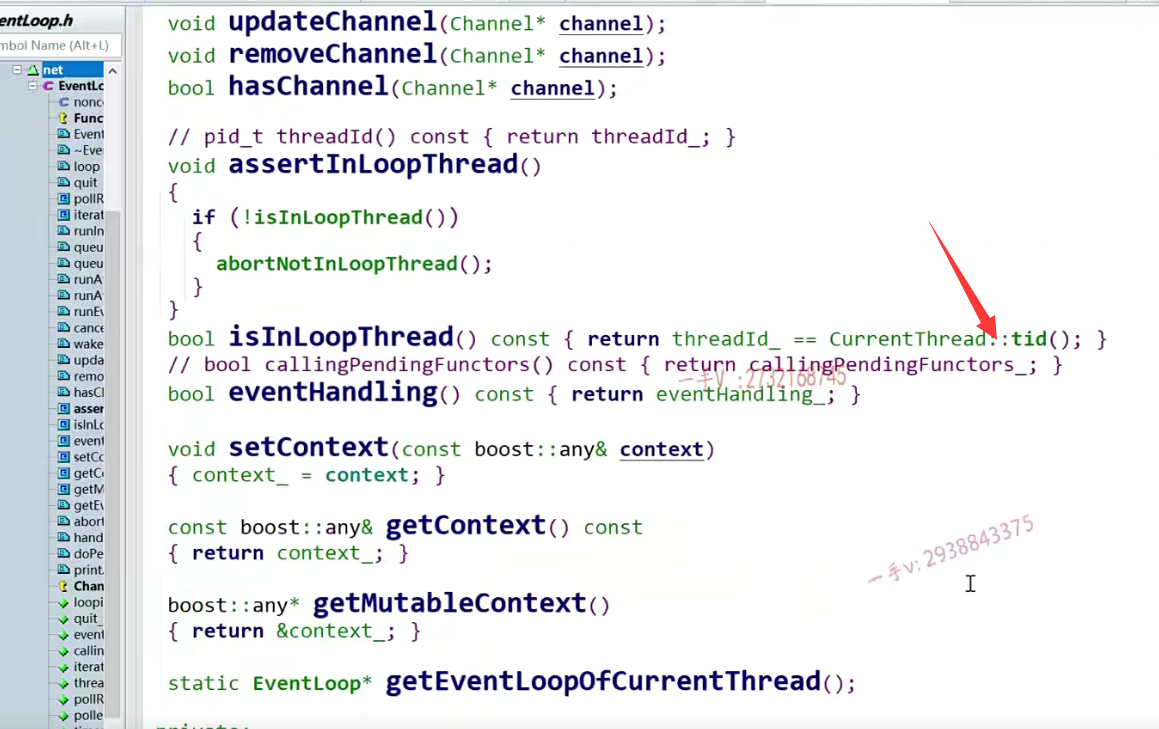 entLoop.h
mbol Name (Alt+L)
net
EventLc
nonc
Func
Event
~Eve
loop
quit
pollR
iterat
runIn
queu
queu
runA
runA
runEv
cance
wake
upda
remo
hasCl
asser
isInLo
event
setCo
getCo
getM
getEv
abort
hand
doPe
print.
Chan
loopi
quit_
event
callin
iterat
threa
pollR
polle
void updateChannel(Channel* channel);
void removeChannel(Channel* channel);
bool hasChannel(Channel* channel);
// pid_t threadId() const { return threadId_; }
void assertInLoopThread()
{
if (!isInLoopThread())
{
abortNotInLoopThread();
}
}
bool isInLoopThread() const { return threadId_ == CurrentThread::tid(); }
// bool callingPendingFunctors() const { return callingPendingFunctors_; }
一手V :2732168745
bool eventHandling() const { return eventHandling_; }
void setContext(const boost::any& context)
{ context_ = context; }
const boost::any& getContext() const
{ return context_; }
一手v:2938843375
boost::any* getMutableContext()
{ return &context_; }
static EventLoop* getEventLoopOfCurrentThread();
private: